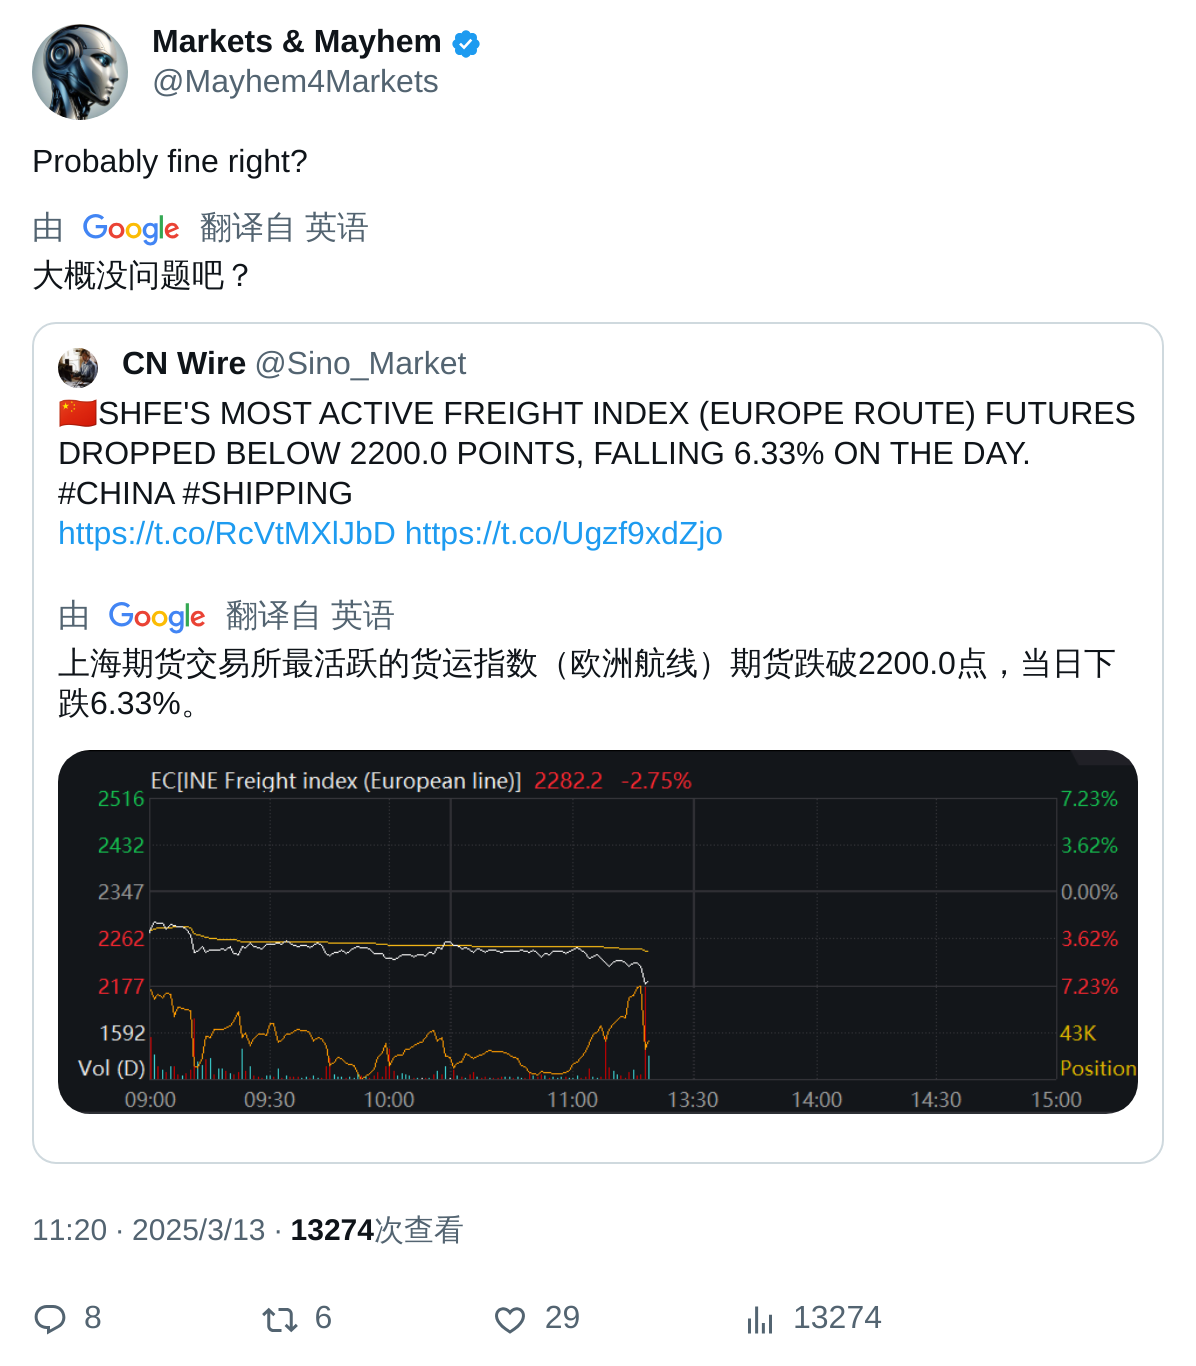 Markets & Mayhem
@Mayhem4Markets
Probably fine right?
由 Google 翻译自 英语
大概没问题吧？
CN Wire @Sino_Market
🇨🇳SHFE'S MOST ACTIVE FREIGHT INDEX (EUROPE ROUTE) FUTURES
DROPPED BELOW 2200.0 POINTS, FALLING 6.33% ON THE DAY.
#CHINA #SHIPPING
https://t.co/RcVtMXlJbD https://t.co/Ugzf9xdZjo
由 Google 翻译自 英语
上海期货交易所最活跃的货运指数（欧洲航线）期货跌破2200.0点，当日下
跌6.33%。
EC[INE Freight index (European line)] 2282.2 -2.75%
2516 7.23%
2432 3.62%
2347 0.00%
2262 3.62%
2177 7.23%
1592 43K
Vol (D) Position
09:00 09:30 10:00 11:00 13:30 14:00 14:30 15:00
11:20 · 2025/3/13 · 13274次查看
8 6 29 13274